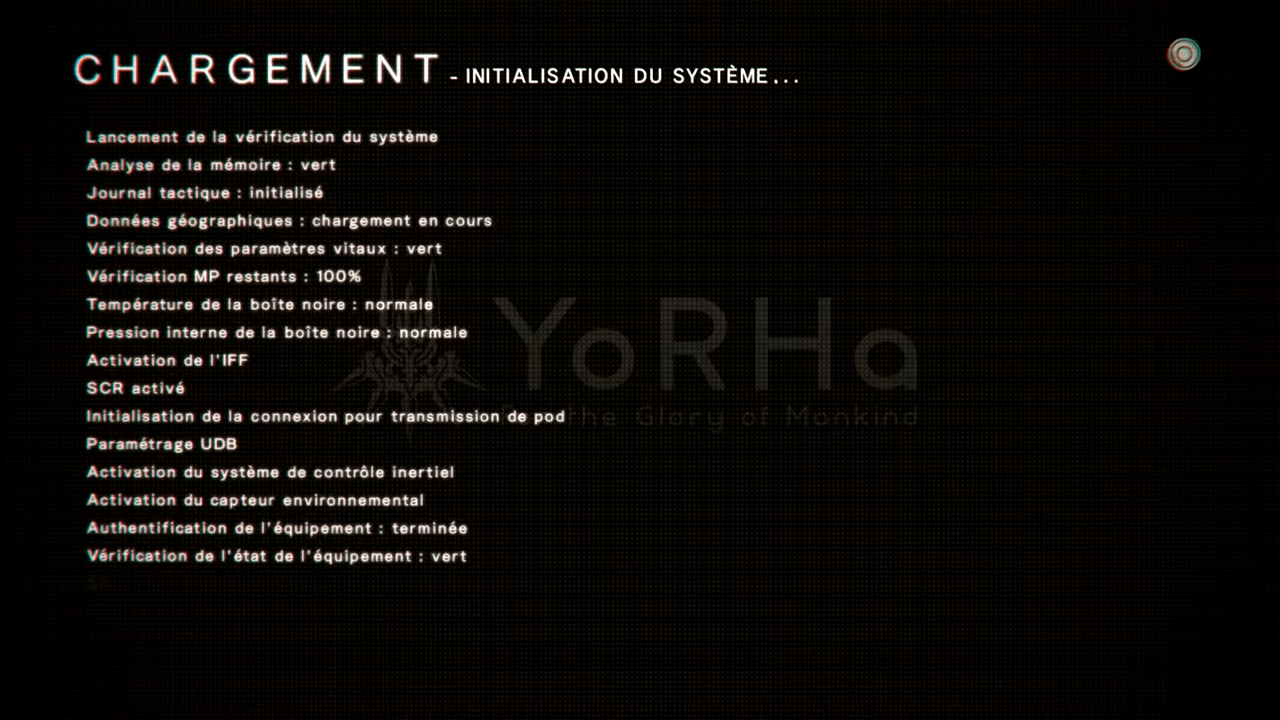 CHARGEMENT - INITIALISATION DU SYSTÈME...
Lancement de la vérification du système
Analyse de la mémoire : vert
Journal tactique : initialisé
Données géographiques : chargement en cours
Vérification des paramètres vitaux : vert
Vérification MP restants : 100%
Température de la boîte noire : normale
Pression interne de la boîte noire : normale
Activation de l'IFF
SCR activé
Initialisation de la connexion pour transmission de pod
Paramétrage UDB
Activation du système de contrôle inertiel
Activation du capteur environnemental
Authentification de l'équipement : terminée
Vérification de l'état de l'équipement : vert
YoRHa
the Glory of Mankind